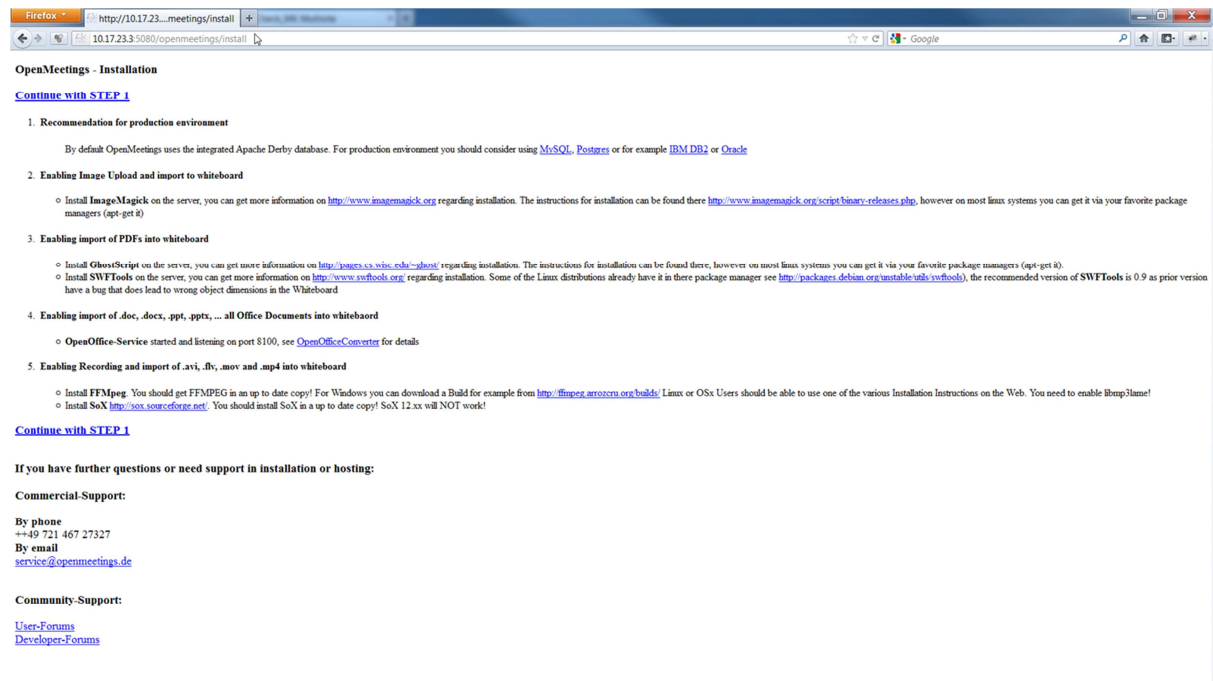 Firefox
http://10.17.23....meetings/install
+
10.17.23.3:5080/openmeetings/install
Google
OpenMeetings - Installation
Continue with STEP 1
1. Recommendation for production environment
By default OpenMeetings uses the integrated Apache Derby database. For production environment you should consider using MySQL, Postgres or for example IBM DB2 or Oracle
2. Enabling Image Upload and import to whiteboard
Install ImageMagick on the server, you can get more information on http://www.imagemagick.org regarding installation. The instructions for installation can be found there http://www.imagemagick.org/script/binary-releases.php, however on most linux systems you can get it via your favorite package
managers (apt-get it)
3. Enabling import of PDFs into whiteboard
Install GhostScript on the server, you can get more information on http://pages.cs.wisc.edu/~ghost/ regarding installation. The instructions for installation can be found there, however on most linux systems you can get it via your favorite package managers (apt-get it).
Install SWFTools on the server, you can get more information on http://www.swftools.org/ regarding installation. Some of the Linux distributions already have it in there package manager see http://packages.debian.org/unstable/utils/swftools), the recommended version of SWFTools is 0.9 as prior version
have a bug that does lead to wrong object dimensions in the Whiteboard
4. Enabling import of .doc, .docx, .ppt, .pptx, ... all Office Documents into whitebaord
OpenOffice-Service started and listening on port 8100, see OpenOfficeConverter for details
5. Enabling Recording and import of .avi, .flv, .mov and .mp4 into whiteboard
Install FFMpeg. You should get FFMPEG in an up to date copy! For Windows you can download a Build for example from http://ffmpeg.arrozcru.org/builds/ Linux or OSx Users should be able to use one of the various Installation Instructions on the Web. You need to enable libmp3lame!
Install SoX http://sox.sourceforge.net/. You should install SoX in a up to date copy! SoX 12.xx will NOT work!
Continue with STEP 1
If you have further questions or need support in installation or hosting:
Commercial-Support:
By phone
++49 721 467 27327
By email
service@openmeetings.de
Community-Support:
User-Forums
Developer-Forums